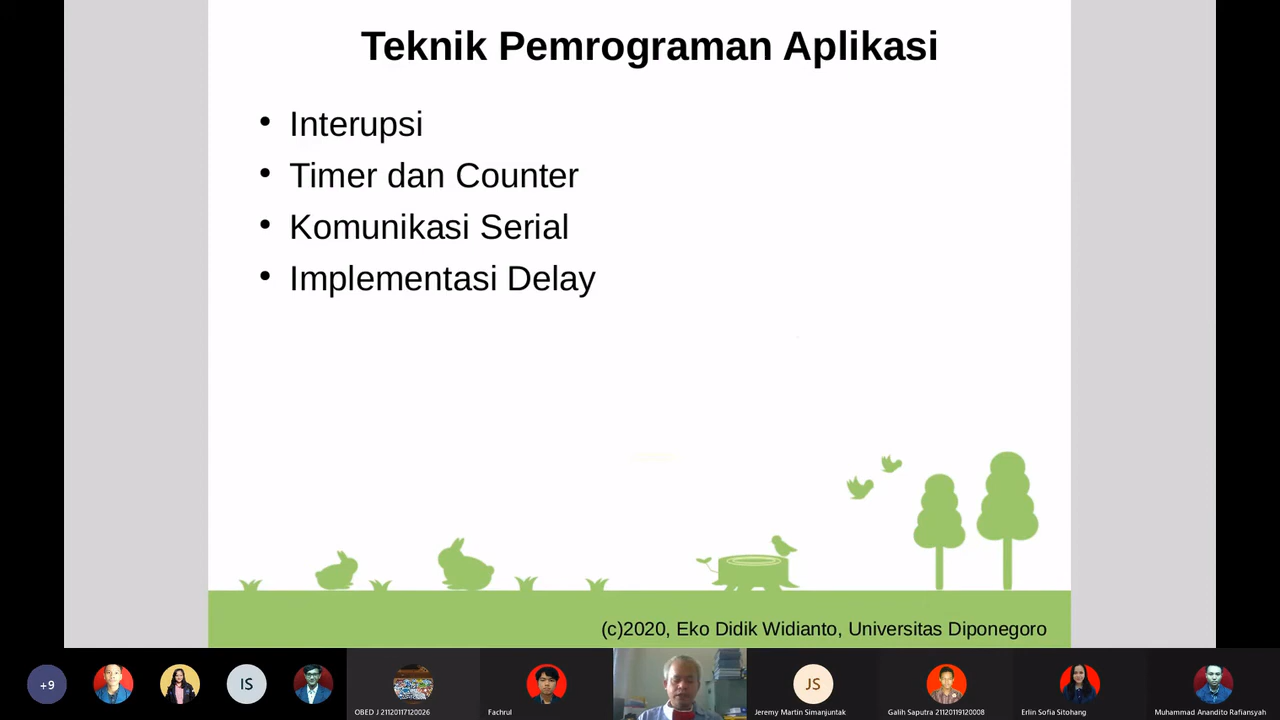 Teknik Pemrograman Aplikasi
• Interupsi
• Timer dan Counter
• Komunikasi Serial
• Implementasi Delay
(c)2020, Eko Didik Widianto, Universitas Diponegoro
+9
IS
JS
OBED J 21120117120026
Fachrul
Jeremy Martin Simanjuntak
Galih Saputra 21120119120008
Erlin Sofia Sitohang
Muhammad Anandito Rafiansyah